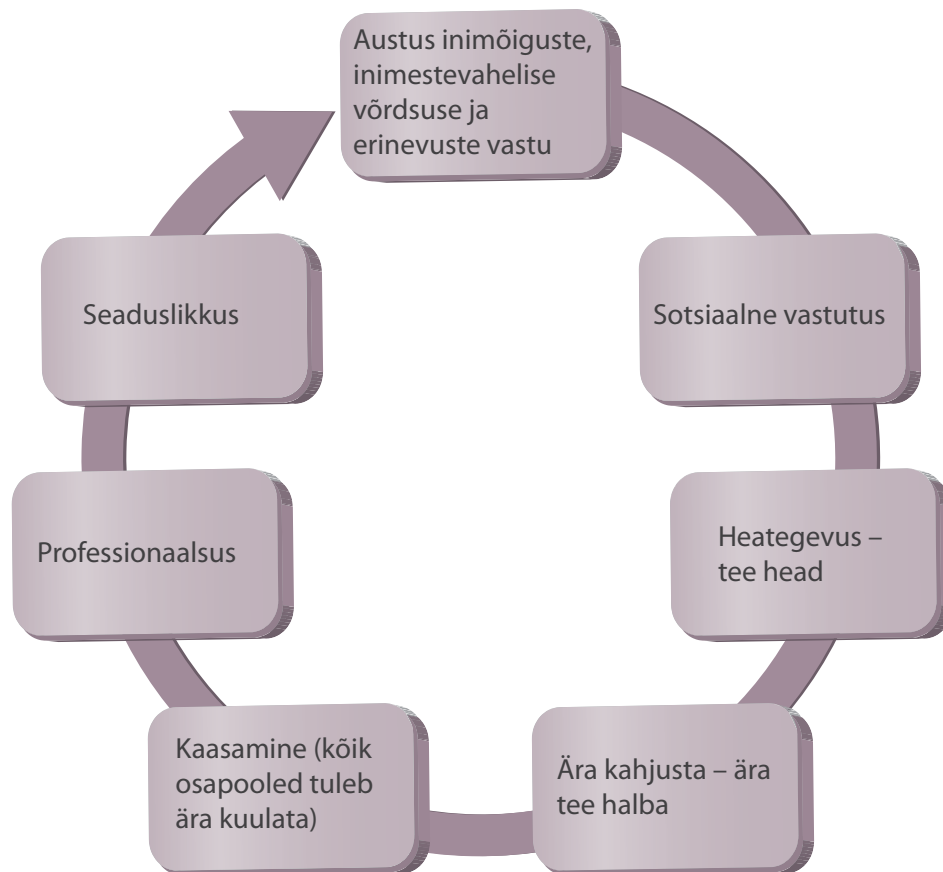 Austus inimõiguste,
inimestevahelise
võrdsuse ja
erinevuste vastu
Sotsiaalne vastutus
Heategevus –
tee head
Ära kahjusta – ära
tee halba
Kaasamine (kõik
osapooled tuleb
ära kuulata)
Professionaalsus
Seaduslikkus